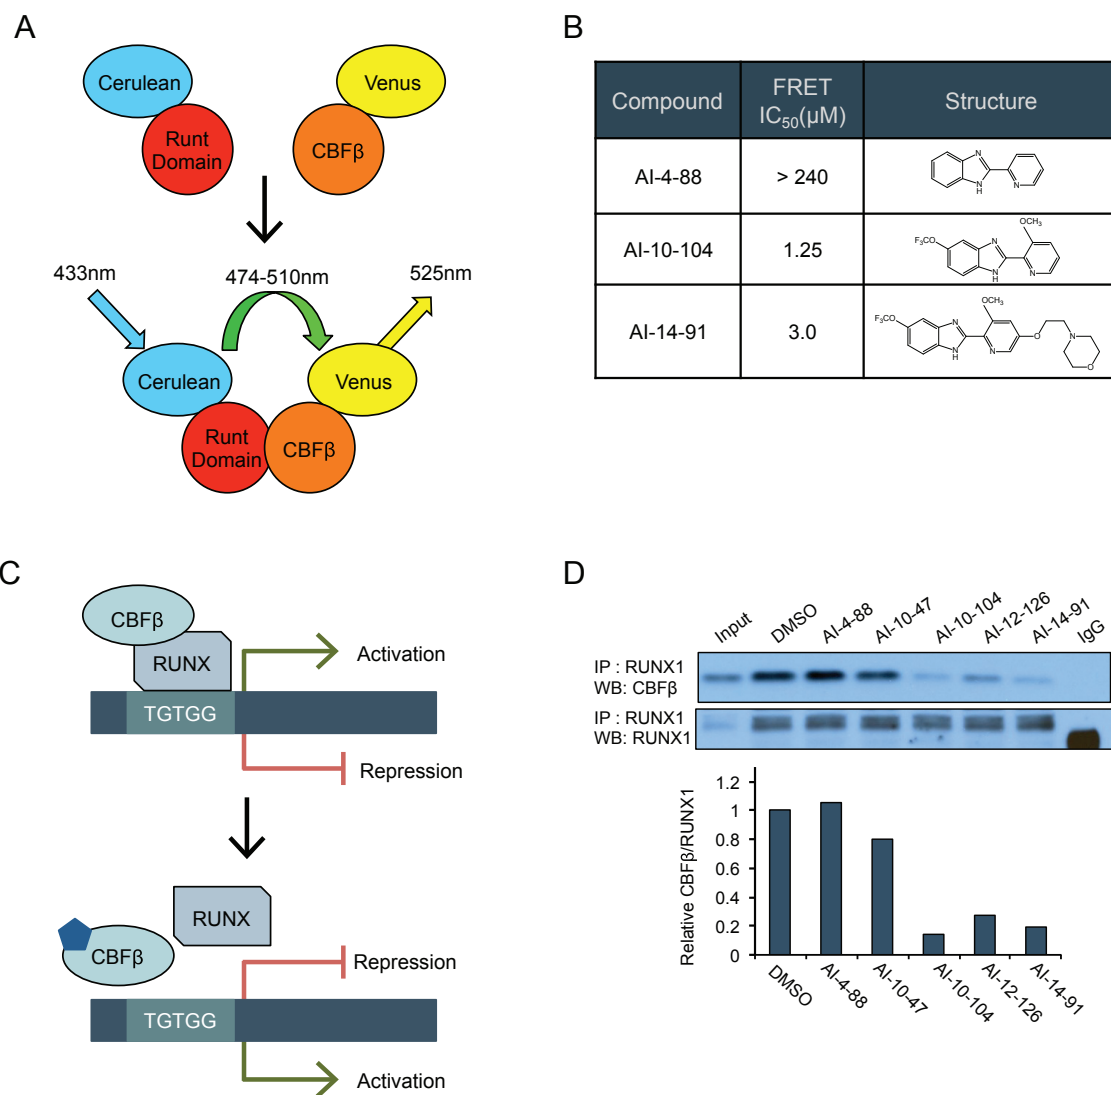 A
Cerulean
Venus
Runt
Domain
CBFβ
433nm
474-510nm
525nm
Cerulean
Venus
Runt
Domain
CBFβ
B
Compound
FRET
IC50(µM)
Structure
AI-4-88
> 240
N
N
H
N
AI-10-104
1.25
F3CO
N
N
H
OCH3
N
AI-14-91
3.0
F3CO
N
N
H
OCH3
N
O
N
O
C
CBFβ
RUNX
Activation
TGTGG
Repression
RUNX
CBFβ
Repression
TGTGG
Activation
D
Input
DMSO
AI-4-88
AI-10-47
AI-10-104
AI-12-126
AI-14-91
IgG
IP : RUNX1
WB: CBFβ
IP : RUNX1
WB: RUNX1
Relative CBFβ/RUNX1
1.2
1
0.8
0.6
0.4
0.2
0
DMSO
AI-4-88
AI-10-47
AI-10-104
AI-12-126
AI-14-91